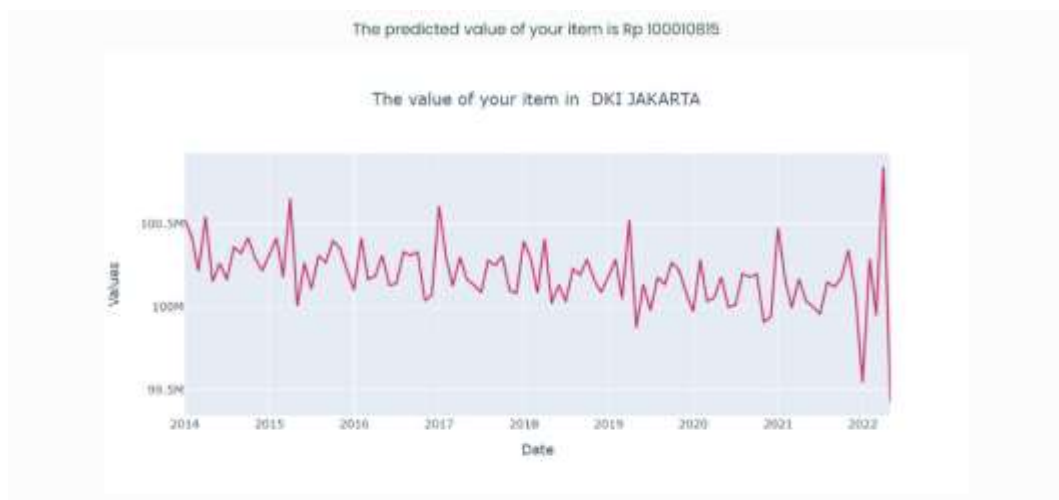 The predicted value of your item is Rp 100010815
The value of your item in DKI JAKARTA
Values
100.5M
100M
99.5M
2014 2015 2016 2017 2018 2019 2020 2021 2022
Date